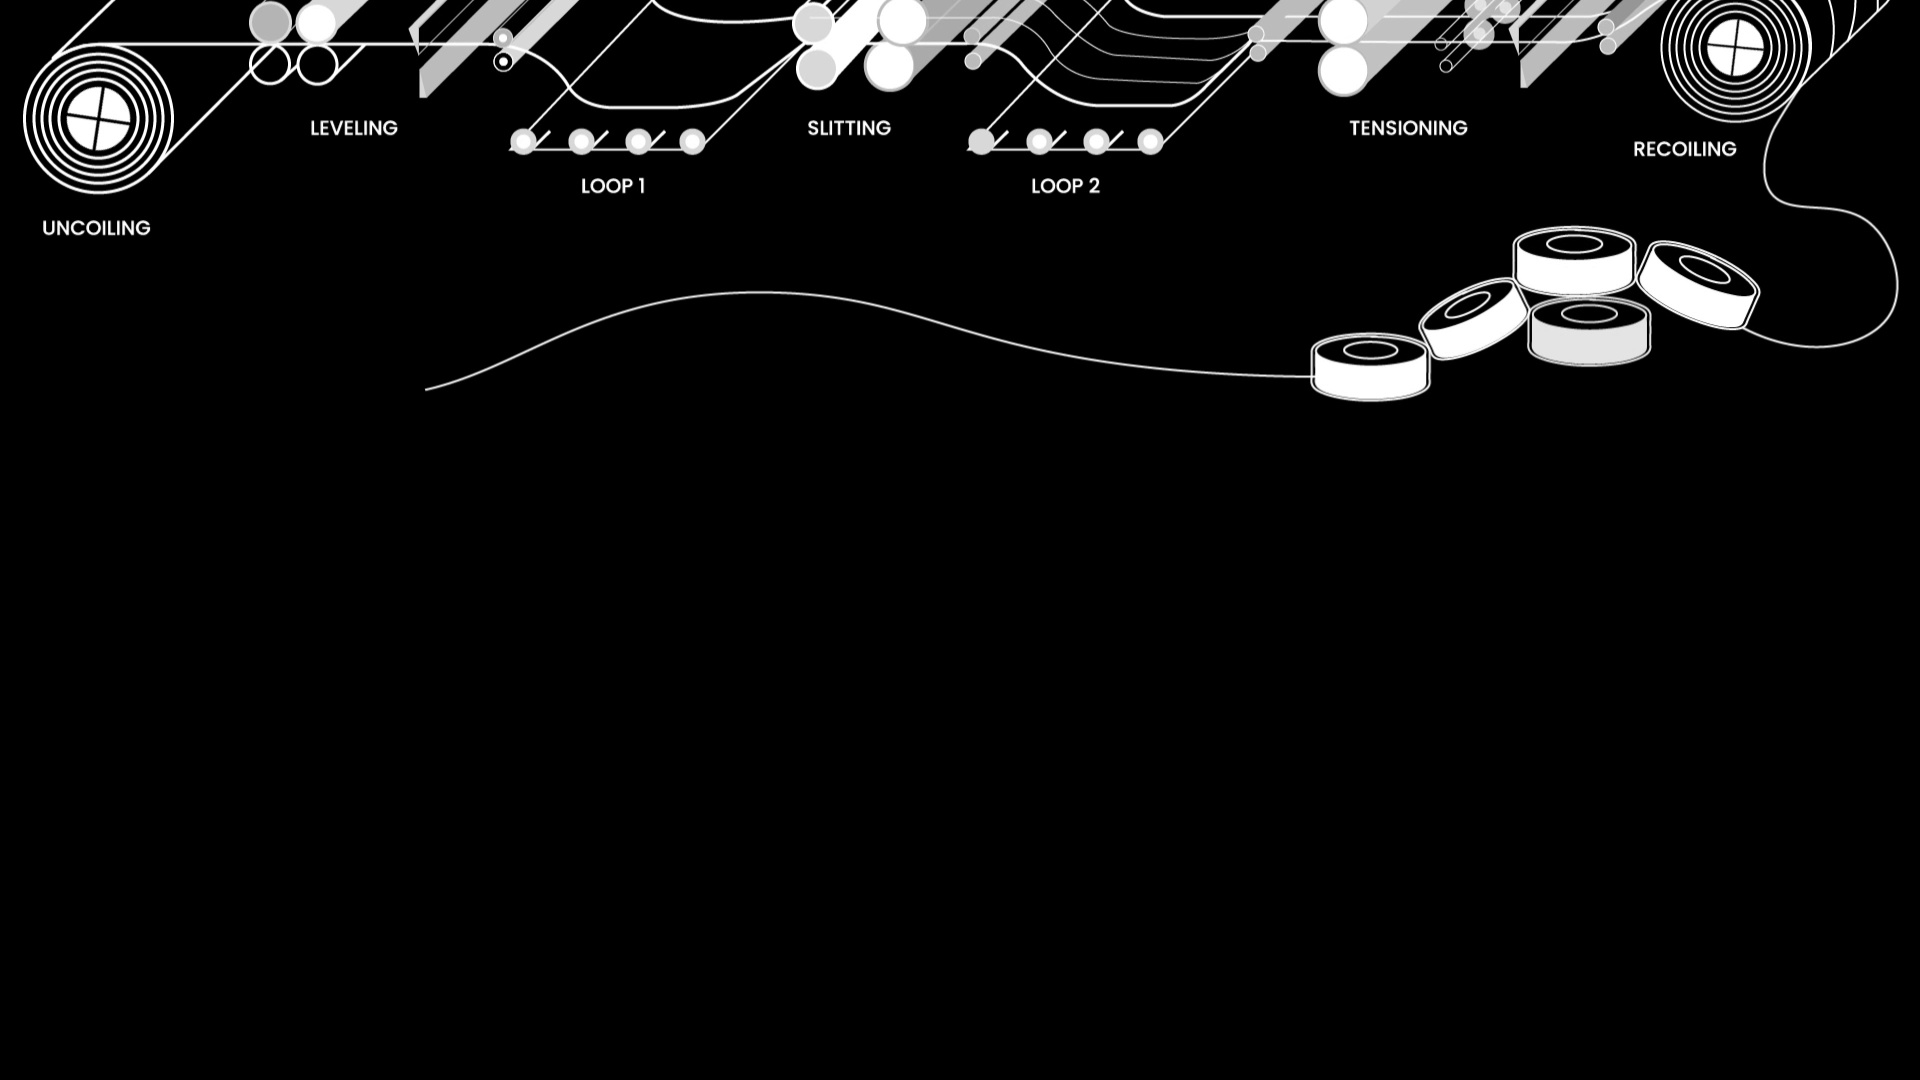 LEVELING
SLITTING
TENSIONING
RECOILING
LOOP 1
LOOP 2
UNCOILING